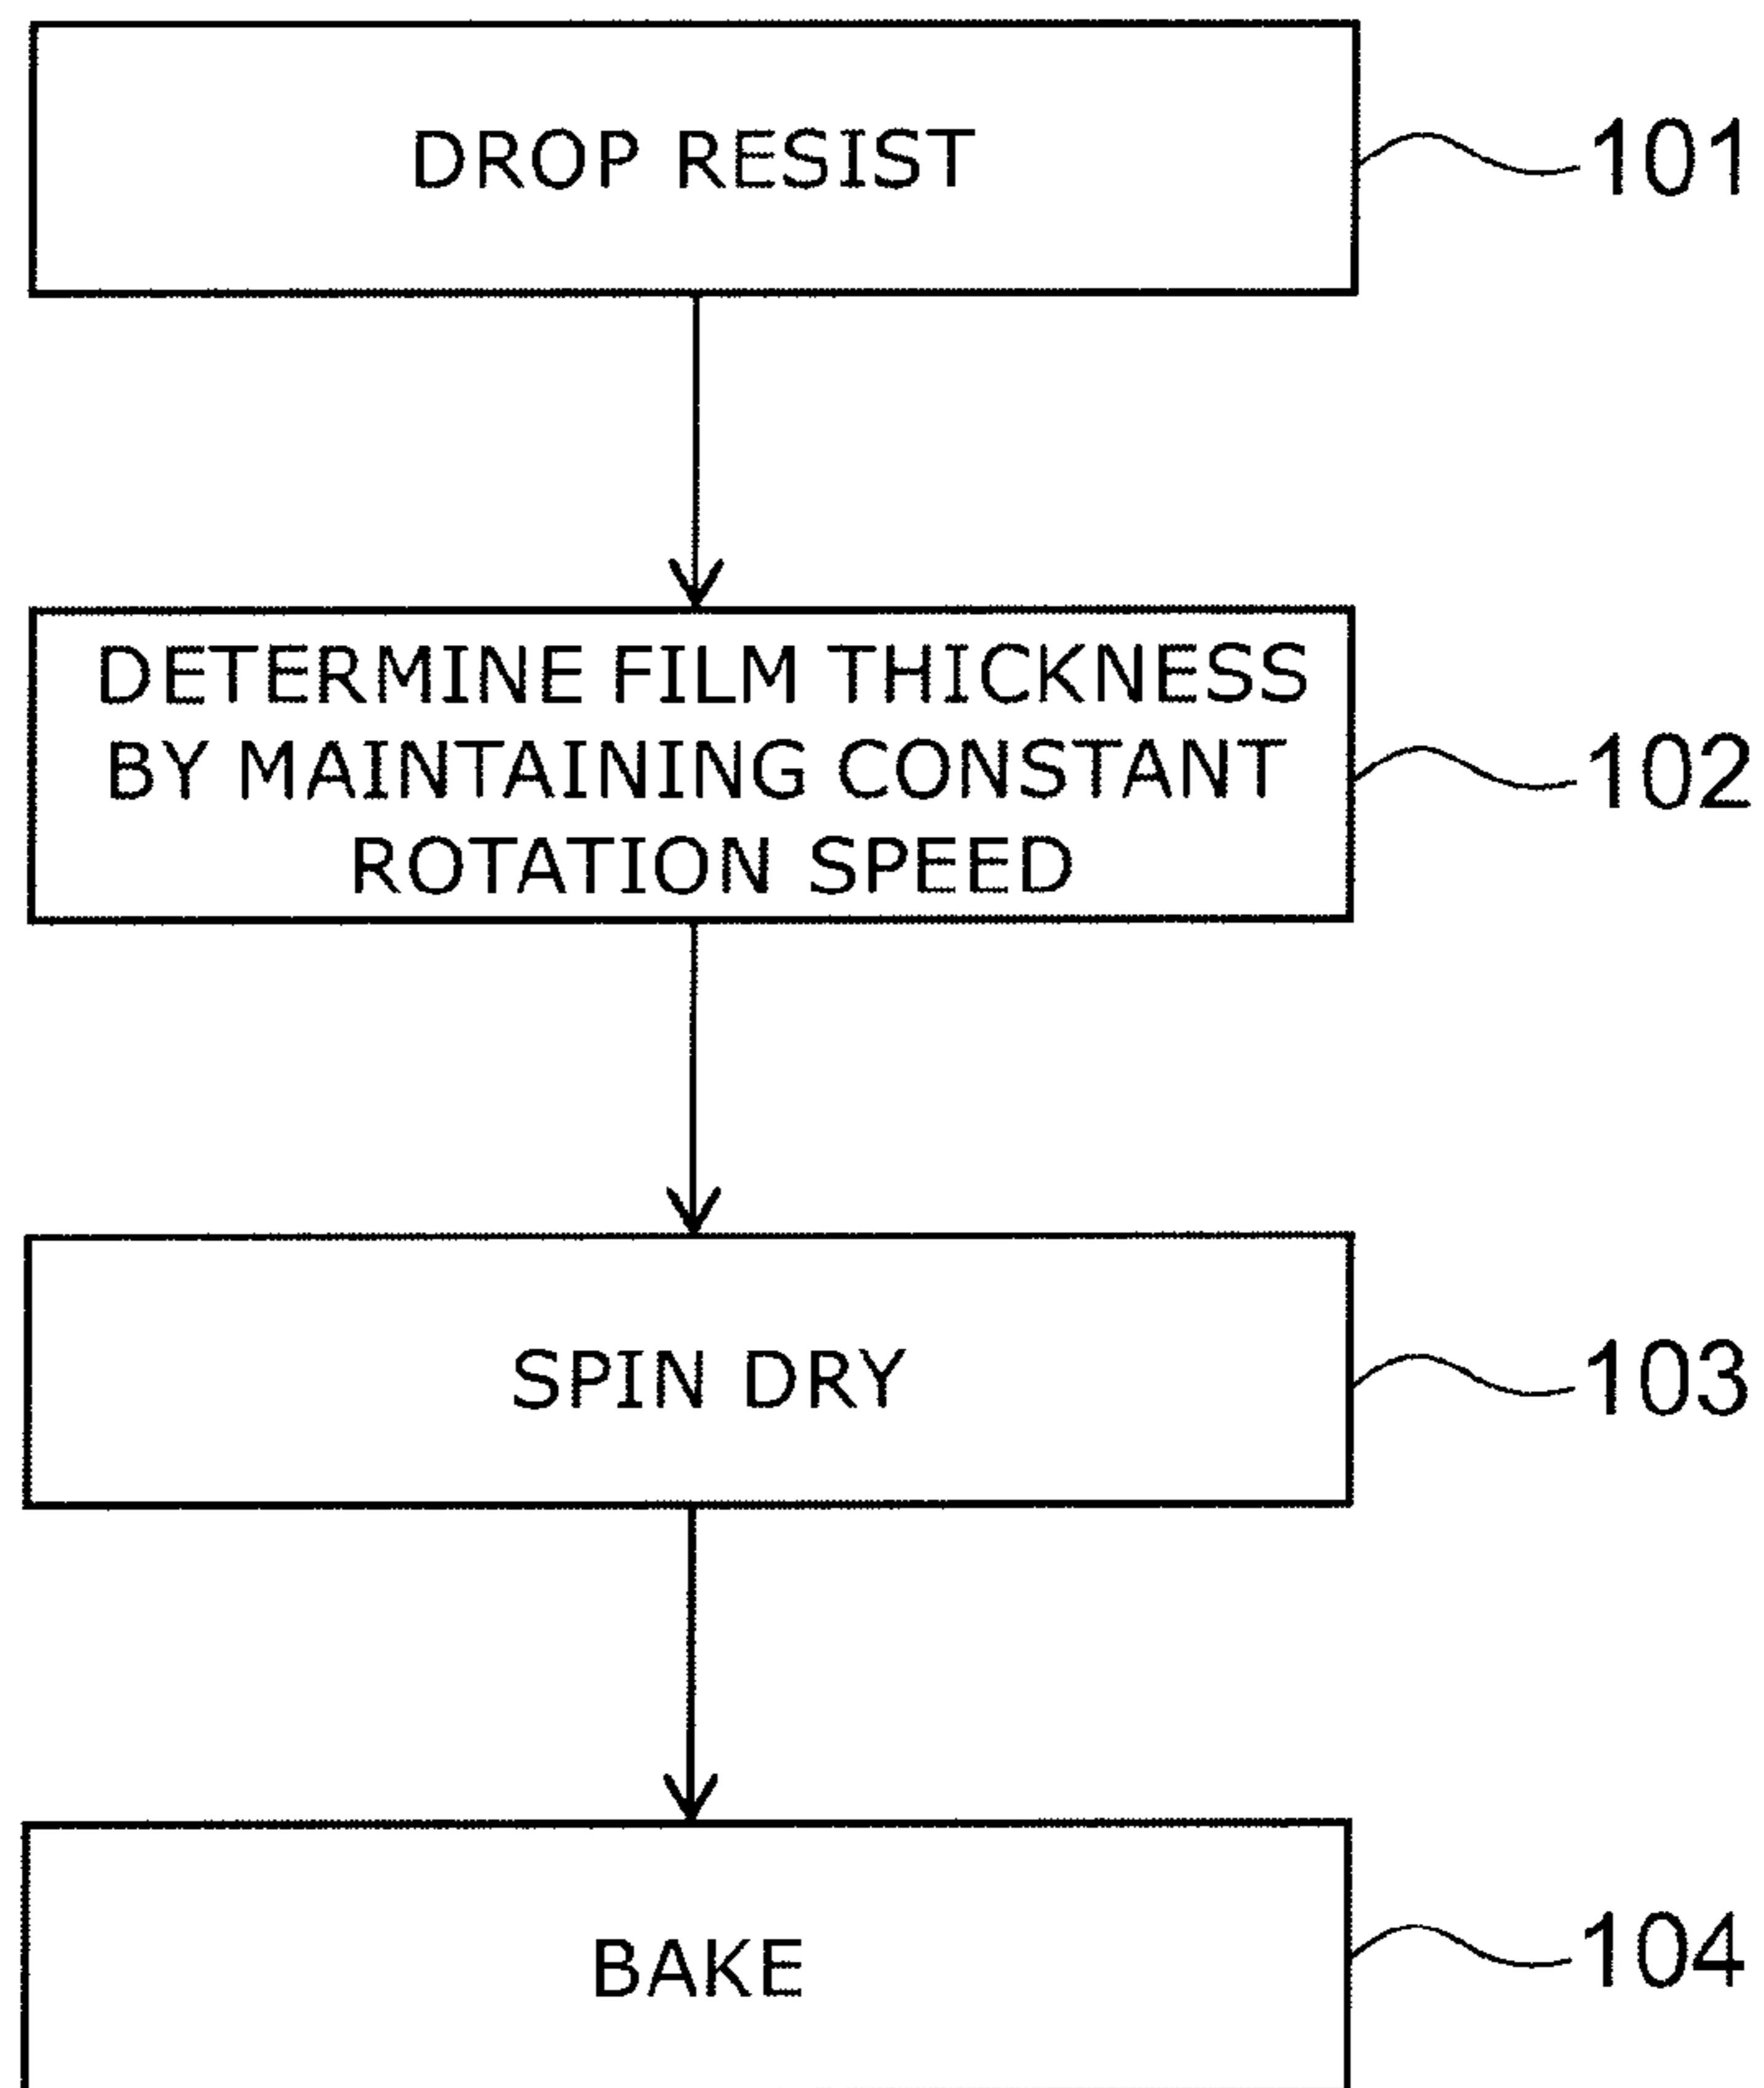 DROP RESIST
101
DETERMINE FILM THICKNESS
BY MAINTAINING CONSTANT
ROTATION SPEED
102
SPIN DRY
103
BAKE
104